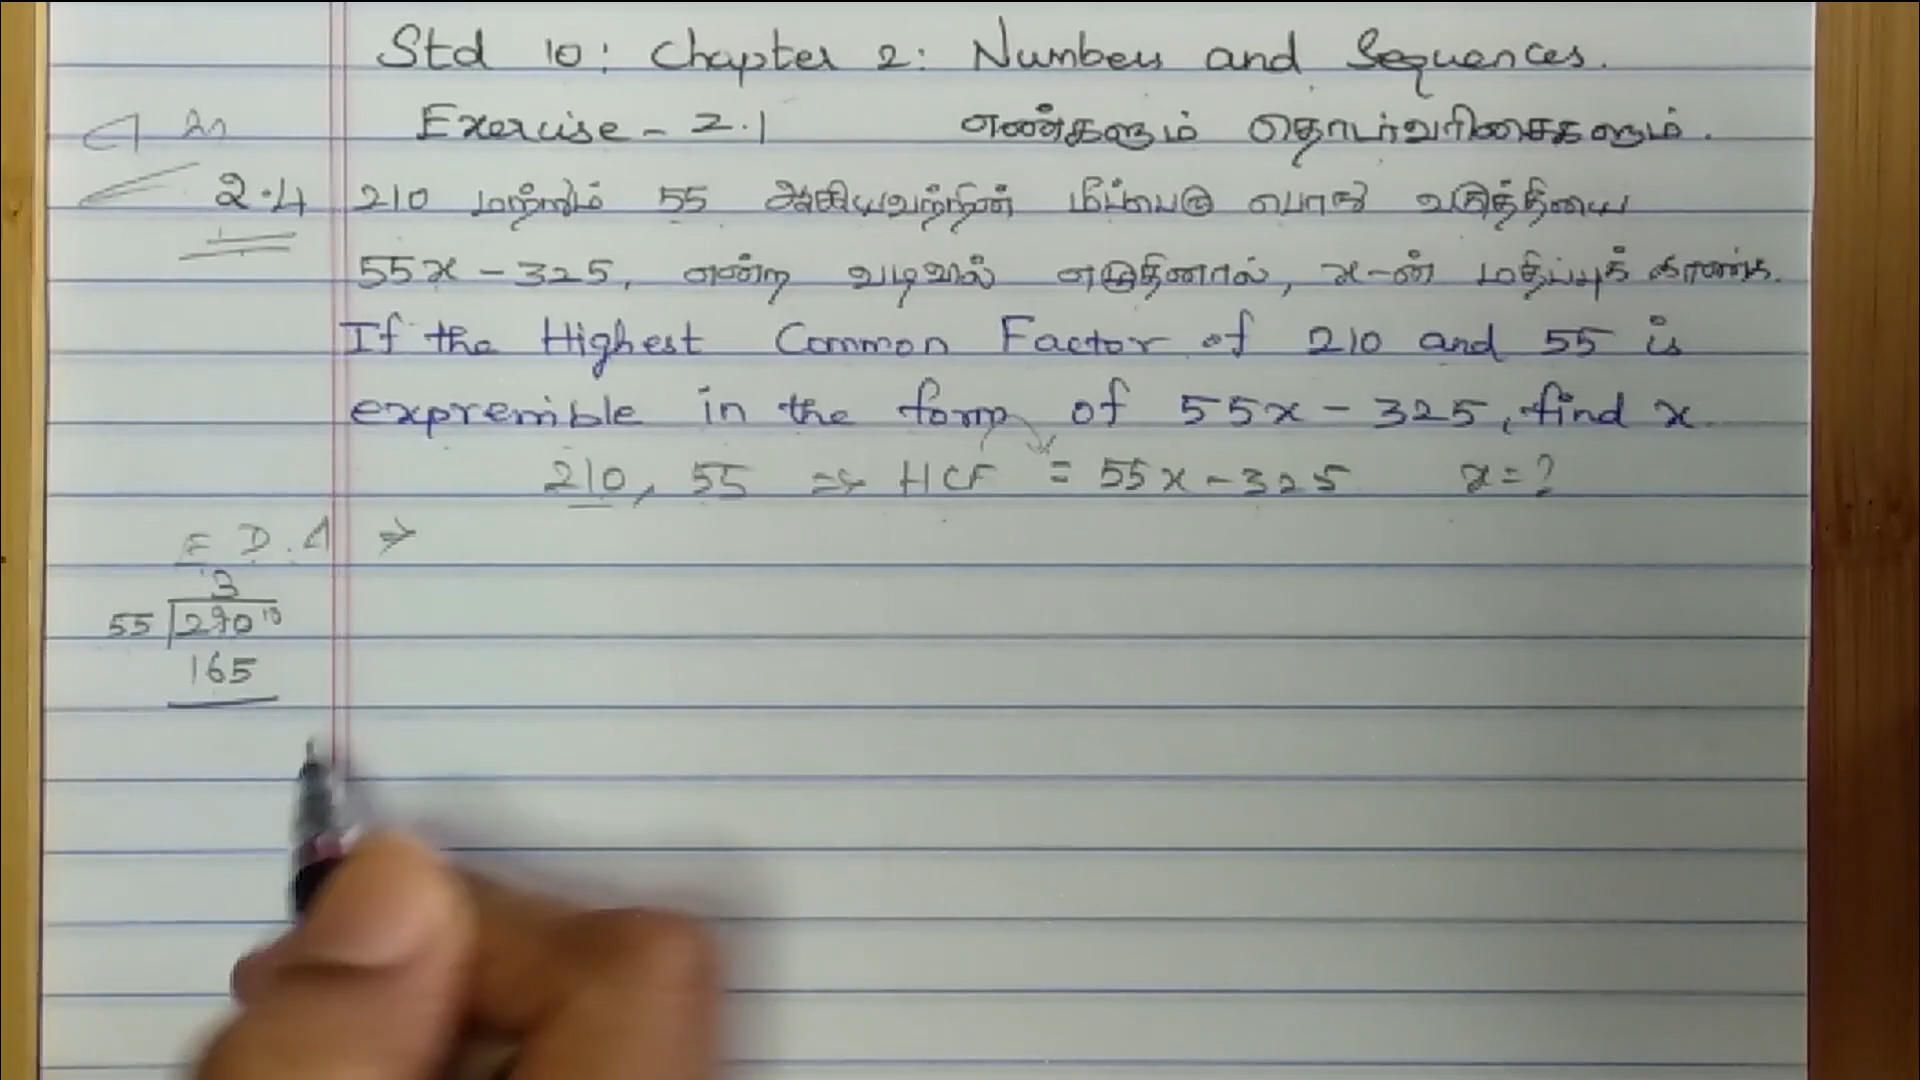 Std 10: Chapter 2: Numbers and Sequences.
Exercise - 2.1 எண்களும் தொடர்வரிசைகளும்.
2.4 210 மற்றும் 55 ஆகியவற்றின் மீப்பெரு பொது வகுத்தியை
55x - 325, என்ற வடிவில் எழுதினால், x-ன் மதிப்புக் காண்க.
If the Highest Common Factor of 210 and 55 is
expressible in the form of 55x - 325, find x.
210, 55 ⇒ HCF = 55x - 325 x = ?
E.D.A ⇒
3
55 210 10
165